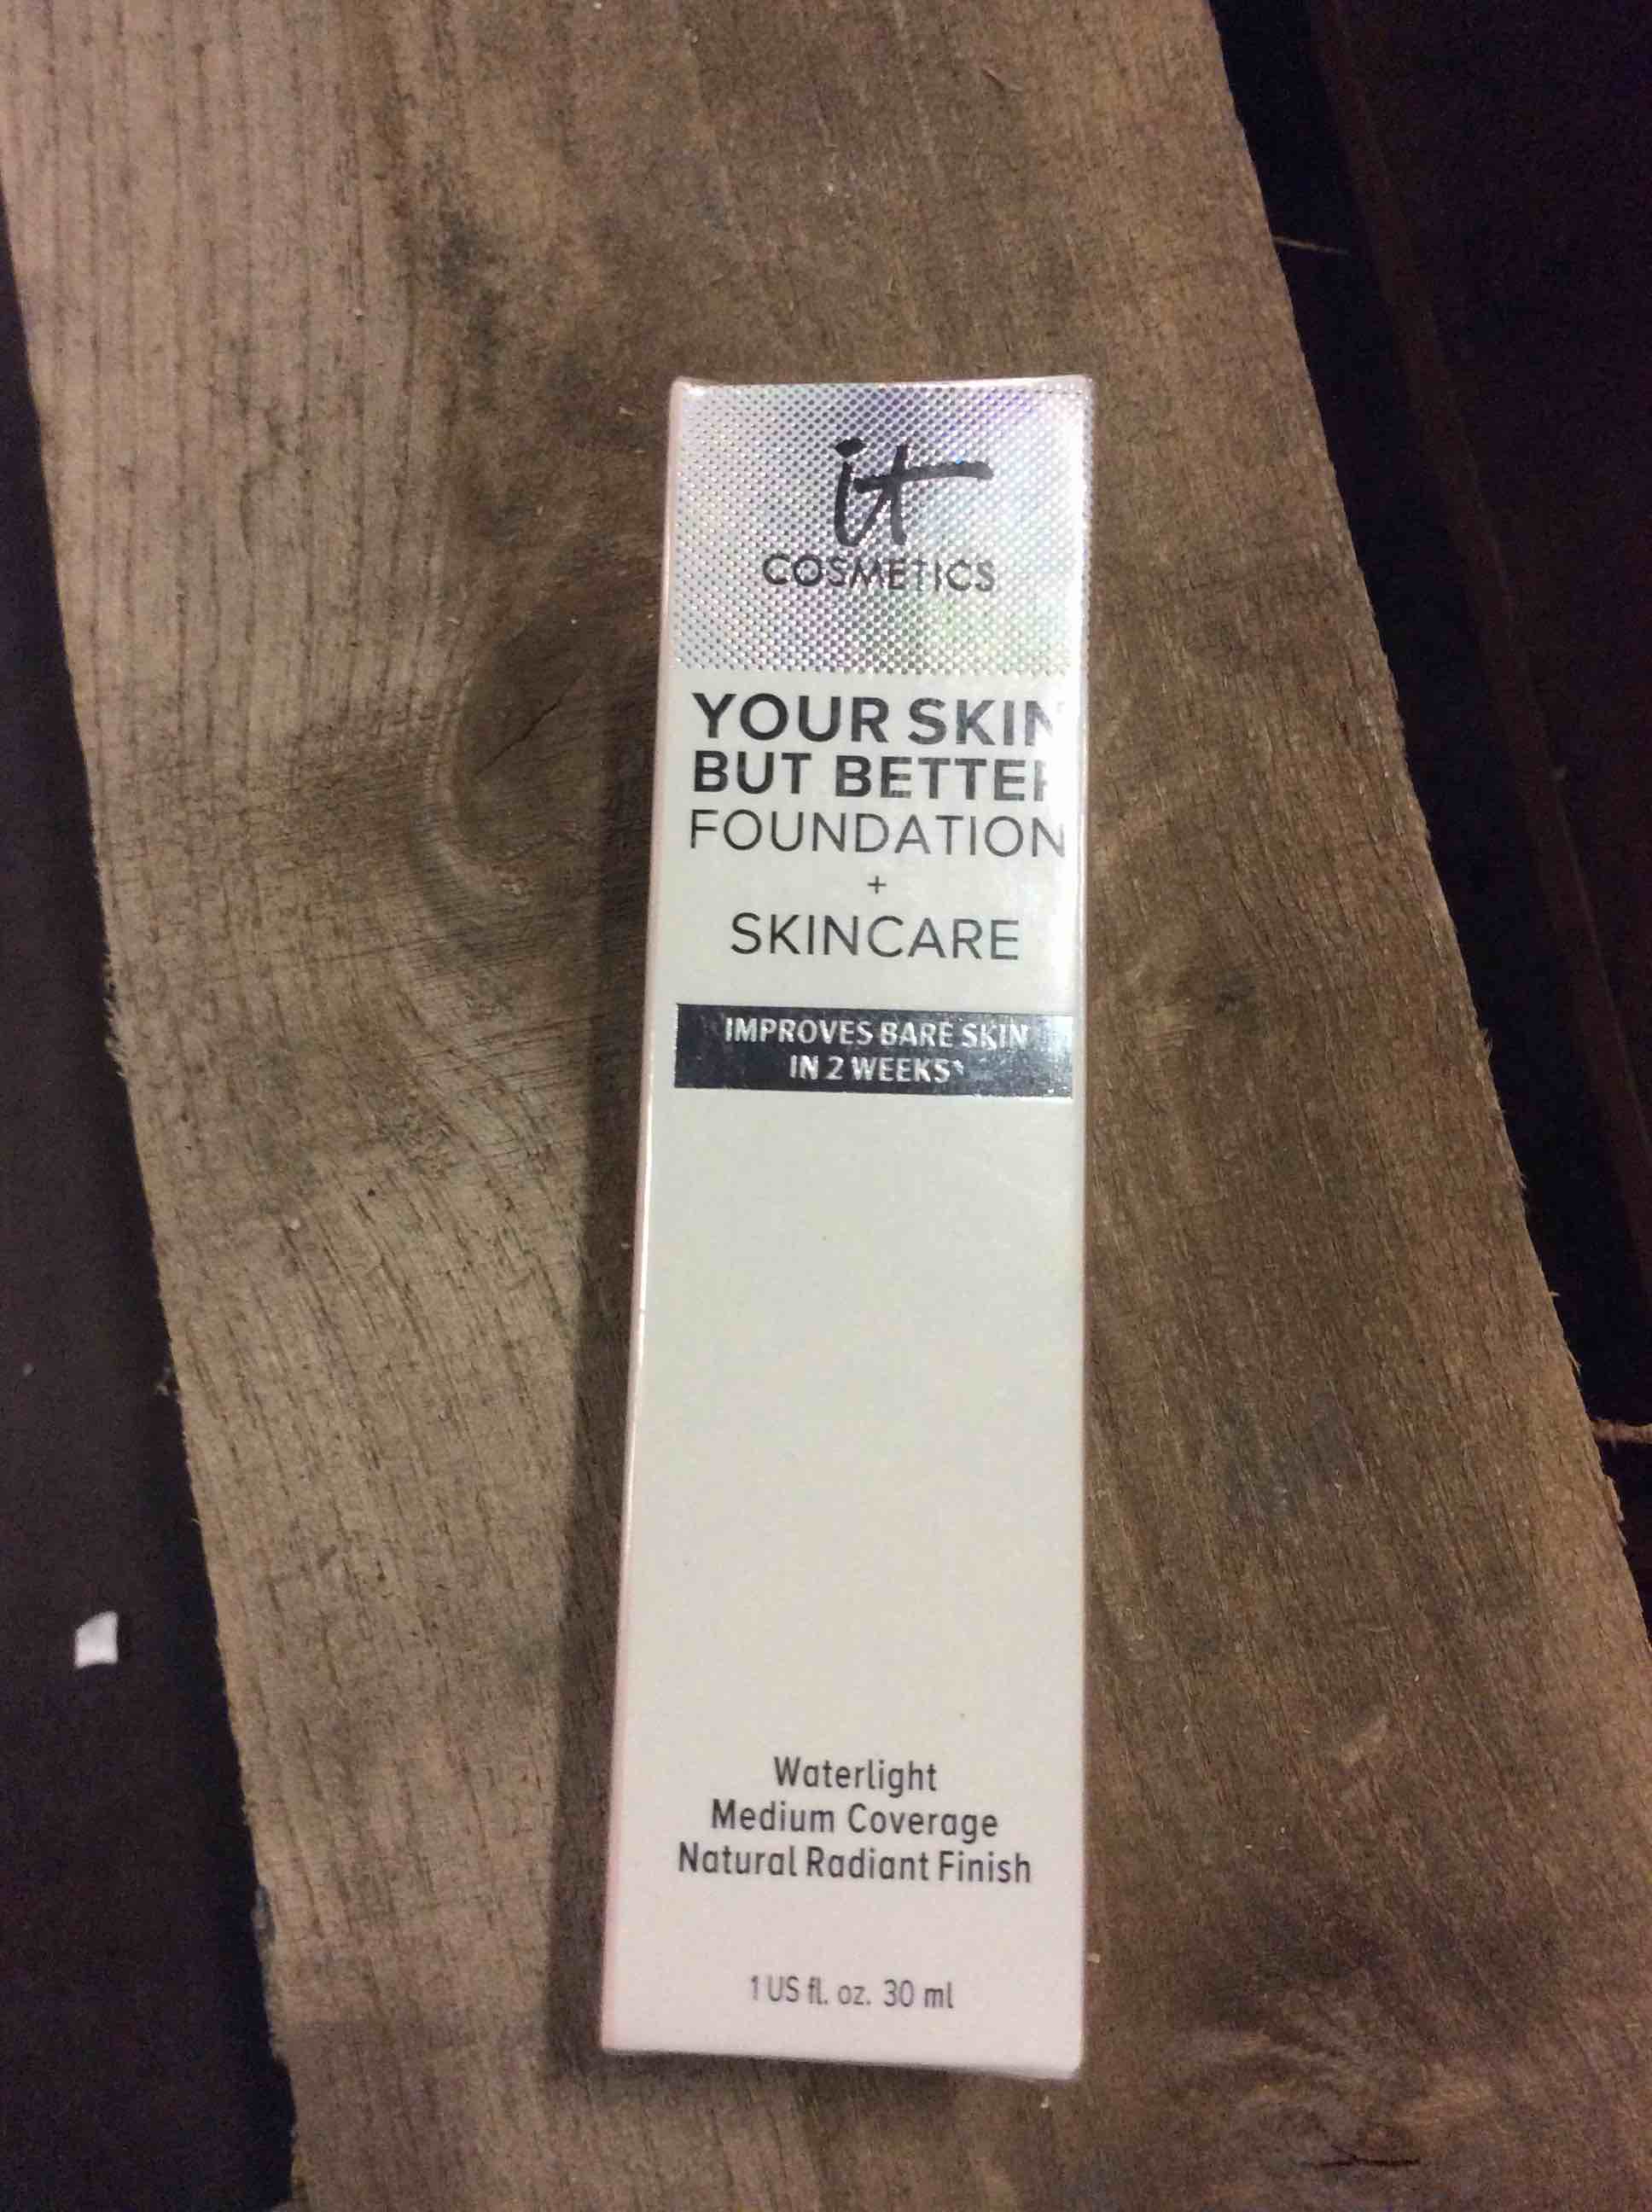 it
COSMETICS
YOUR SKIN
BUT BETTER
FOUNDATION
+
SKINCARE
IMPROVES BARE SKIN
IN 2 WEEKS*
Waterlight
Medium Coverage
Natural Radiant Finish
1 US fl. oz. 30 ml